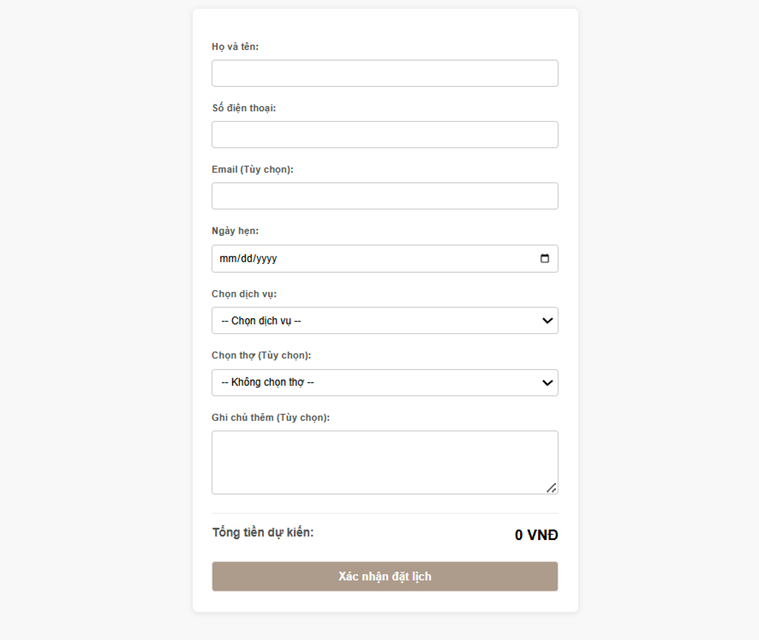 Họ và tên:
Số điện thoại:
Email (Tùy chọn):
Ngày hẹn:
mm/dd/yyyy
Chọn dịch vụ:
-- Chọn dịch vụ --
Chọn thợ (Tùy chọn):
-- Không chọn thợ --
Ghi chú thêm (Tùy chọn):
Tổng tiền dự kiến: 0 VNĐ
Xác nhận đặt lịch